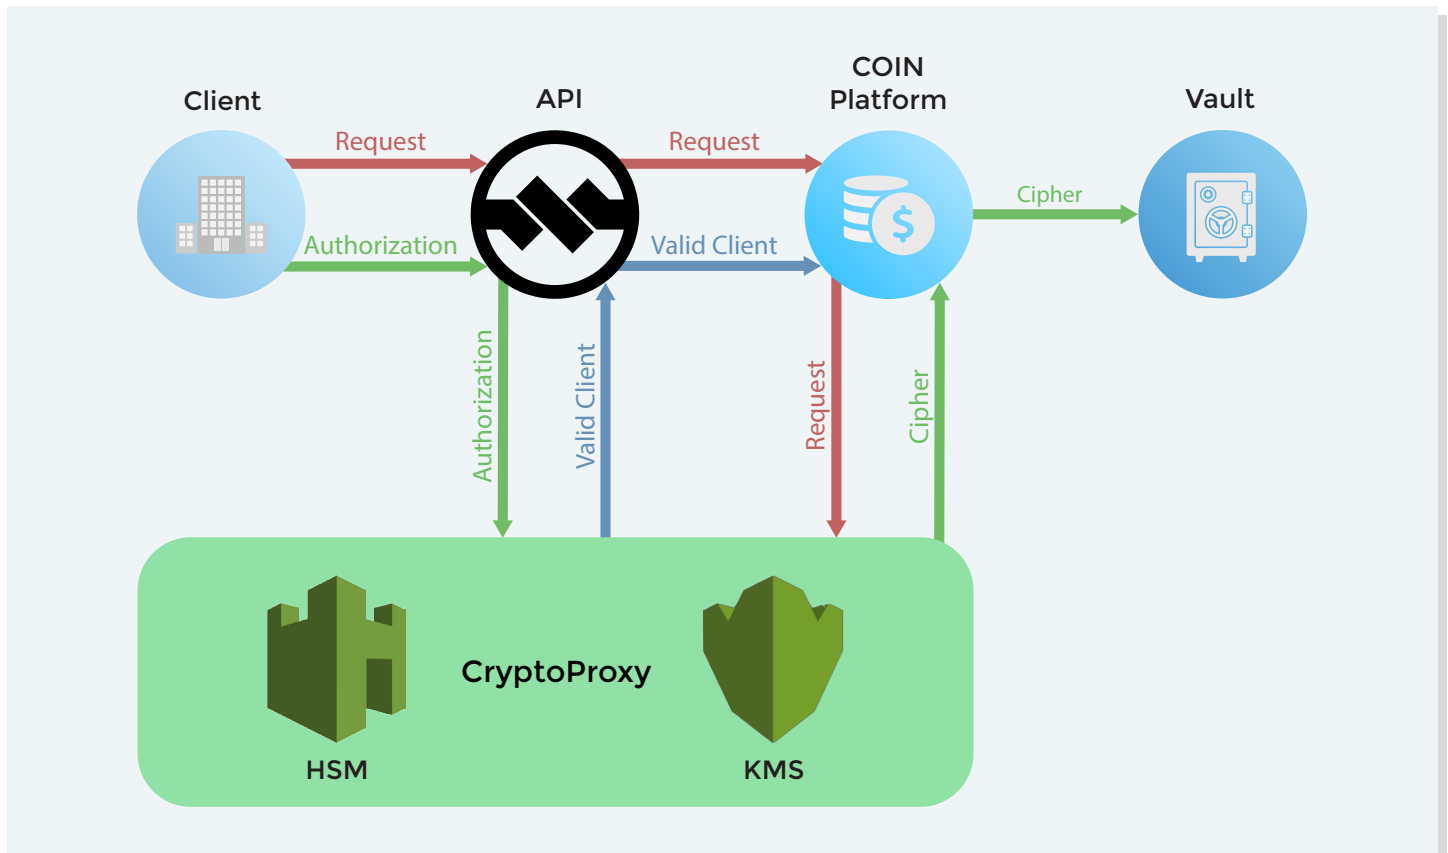 Client
API
COIN
Platform
Vault
Request
Request
Cipher
Authorization
Valid Client
$
Authorization
Valid Client
Request
Cipher
CryptoProxy
HSM
KMS